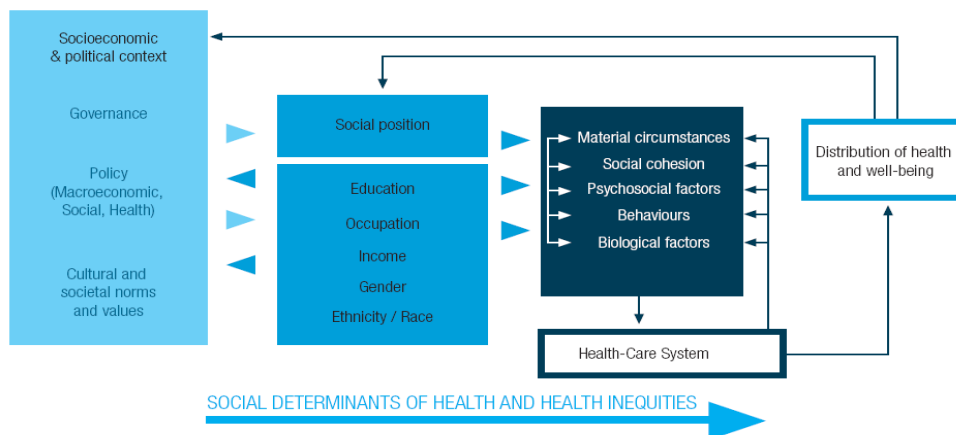 Socioeconomic
& political context
Governance
Policy
(Macroeconomic,
Social, Health)
Cultural and
societal norms
and values
Social position
Education
Occupation
Income
Gender
Ethnicity / Race
Material circumstances
Social cohesion
Psychosocial factors
Behaviours
Biological factors
Health-Care System
Distribution of health
and well-being
SOCIAL DETERMINANTS OF HEALTH AND HEALTH INEQUITIES